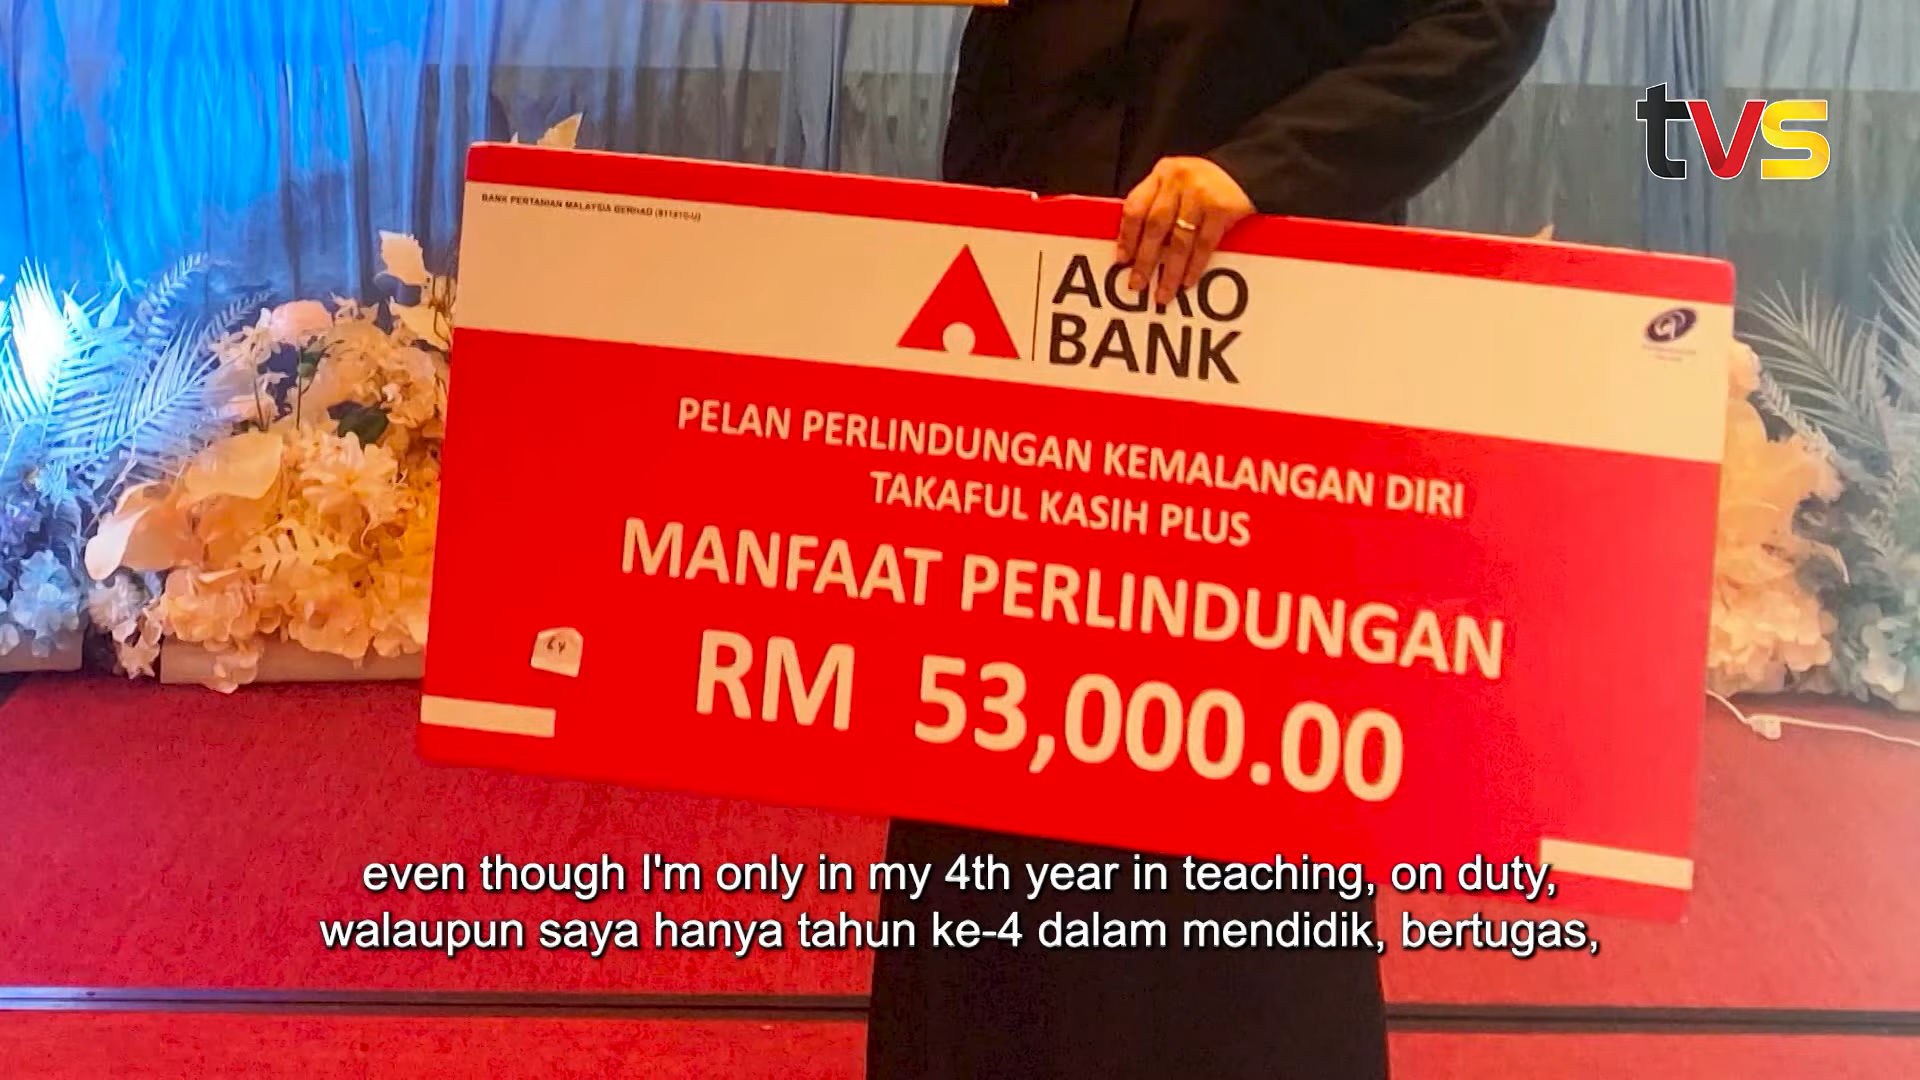 tvs
BANK PERTANIAN MALAYSIA BERHAD (811810-U)
AGRO
BANK
PELAN PERLINDUNGAN KEMALANGAN DIRI
TAKAFUL KASIH PLUS
MANFAAT PERLINDUNGAN
RM 53,000.00
even though I'm only in my 4th year in teaching, on duty,
walaupun saya hanya tahun ke-4 dalam mendidik, bertugas,